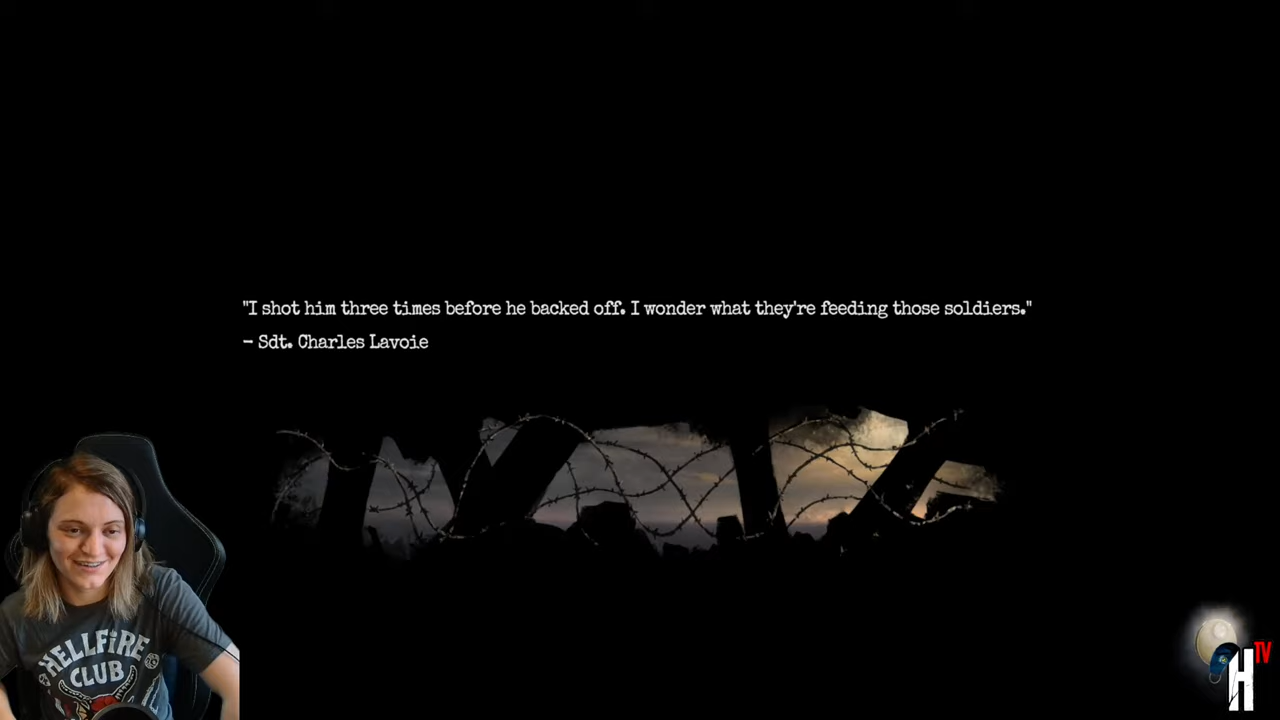 "I shot him three times before he backed off. I wonder what they're feeding those soldiers."
– Sdt. Charles Lavoie
HELLFIRE
CLUB
H TV